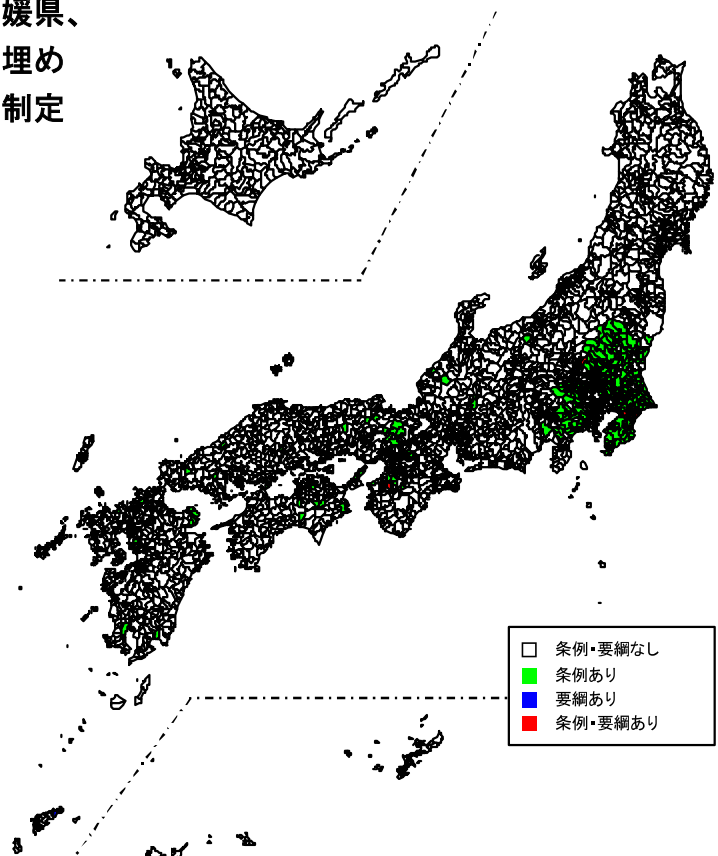 媛県、
埋め
制定
条例・要綱なし
条例あり
要綱あり
条例・要綱あり